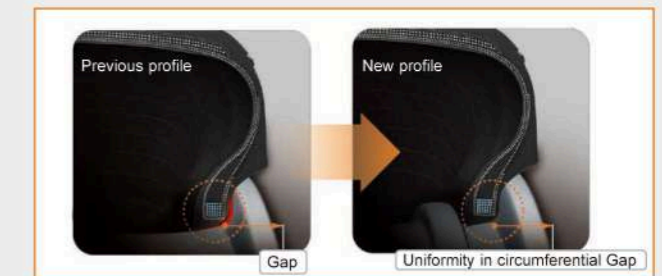 Previous profile
New profile
Gap
Uniformity in circumferential Gap